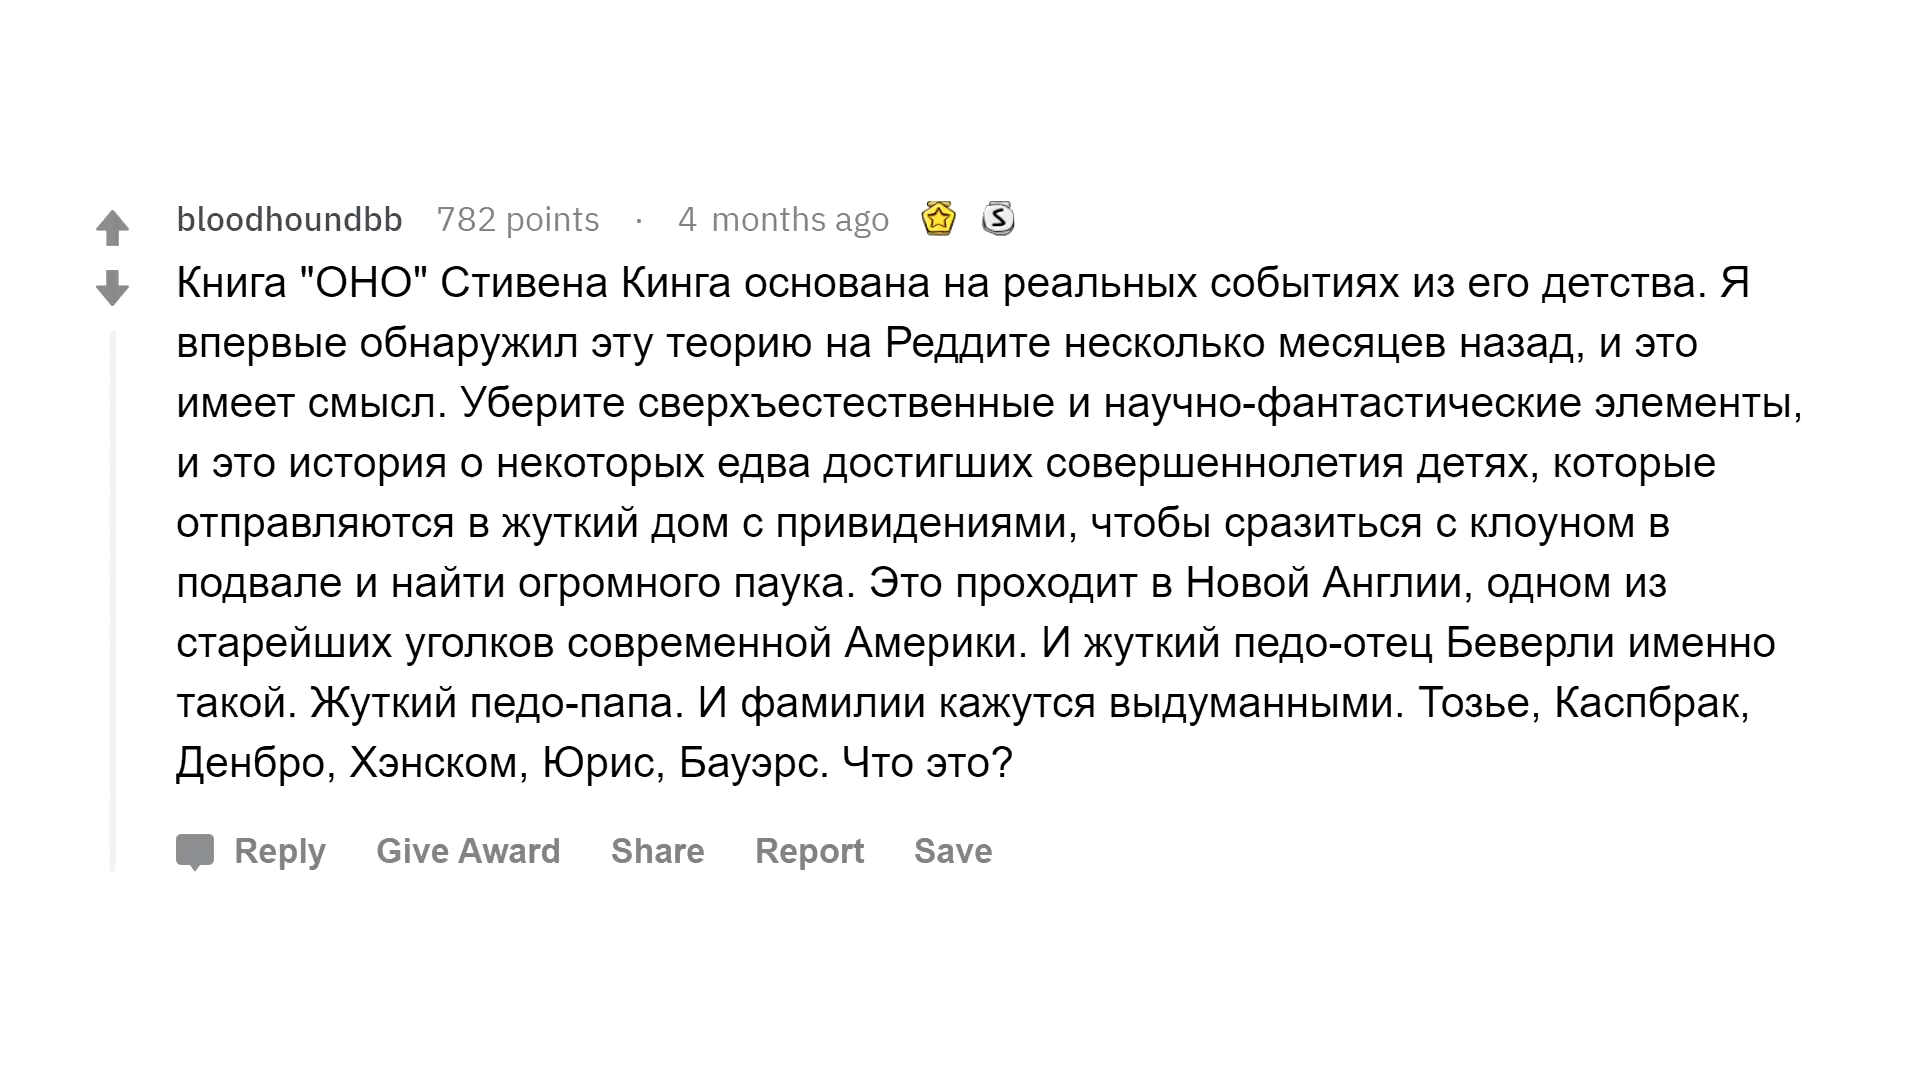 bloodhoundbb 782 points · 4 months ago
Книга "ОНО" Стивена Кинга основана на реальных событиях из его детства. Я
впервые обнаружил эту теорию на Реддите несколько месяцев назад, и это
имеет смысл. Уберите сверхъестественные и научно-фантастические элементы,
и это история о некоторых едва достигших совершеннолетия детях, которые
отправляются в жуткий дом с привидениями, чтобы сразиться с клоуном в
подвале и найти огромного паука. Это проходит в Новой Англии, одном из
старейших уголков современной Америки. И жуткий педо-отец Беверли именно
такой. Жуткий педо-папа. И фамилии кажутся выдуманными. Тозье, Каспбрак,
Денбро, Хэнском, Юрис, Бауэрс. Что это?
Reply Give Award Share Report Save